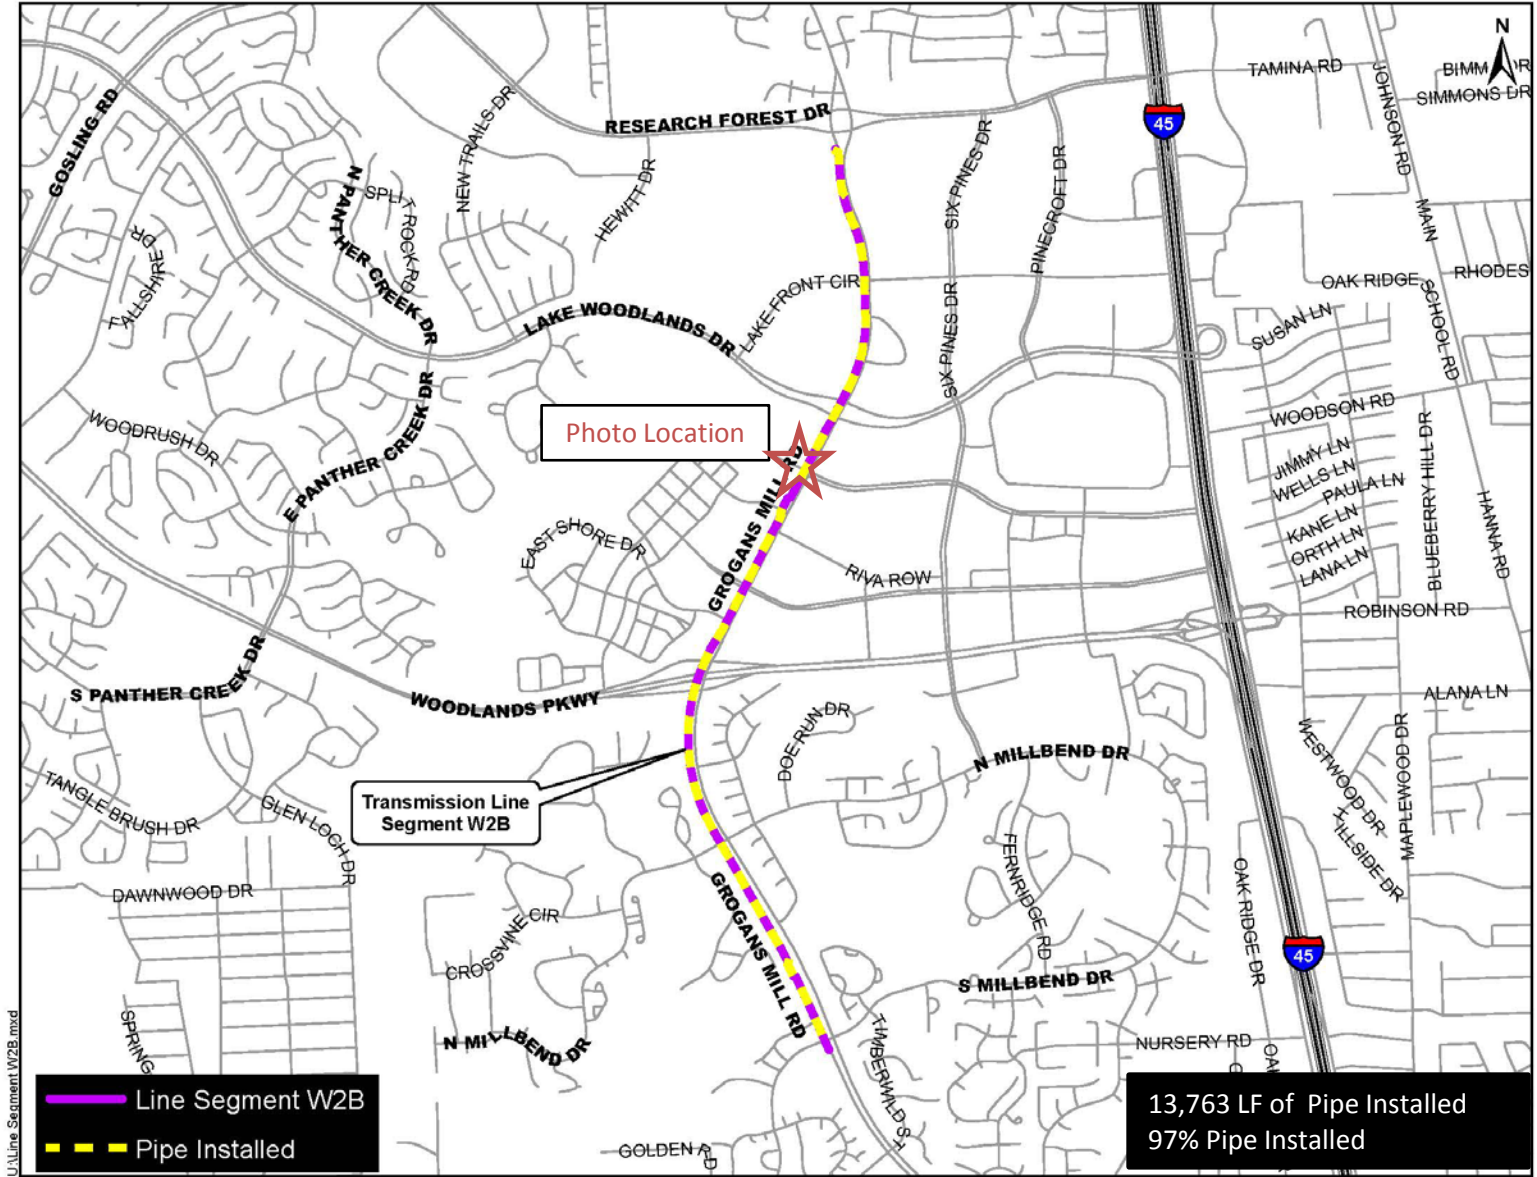 N
TAMINA RD
BIMM DR
SIMMONS DR
JOHNSON RD
45
GOSLING RD
RESEARCH FOREST DR
NEW TRAILS DR
HEWITT DR
SIX PINES DR
PINECROFT DR
N PANTHER CREEK DR
SPLIT ROCK RD
FALLSHIRE DR
MAIN
OAK RIDGE SCHOOL RD
RHODES
LAKE FRONT CIR
LAKE WOODLANDS DR
SIX PINES DR
SUSAN LN
WOODSON RD
E PANTHER CREEK DR
WOODRUSH DR
Photo Location
GROGANS MILL RD
JIMMY LN
WELLS LN
PAULA LN
KANE LN
ORTH LN
LANA LN
BLUEBERRY HILL DR
HANNA RD
EAST SHORE DR
RIVA ROW
ROBINSON RD
S PANTHER CREEK DR
WOODLANDS PKWY
ALANA LN
DOE RUN DR
N MILLBEND DR
WESTWOOD DR
MAPLEWOOD DR
HILLSIDE DR
TANGLE BRUSH DR
GLEN LOCH DR
Transmission Line
Segment W2B
DAWNWOOD DR
GROGANS MILL RD
FERNRIDGE RD
OAK RIDGE DR
CROSSVINE CIR
45
S MILLBEND DR
SPRING
N MILLBEND DR
TIMBERWILD ST
NURSERY RD
GOLDEN RD
U:\Line Segment W2B.mxd
Line Segment W2B
Pipe Installed
13,763 LF of Pipe Installed
97% Pipe Installed